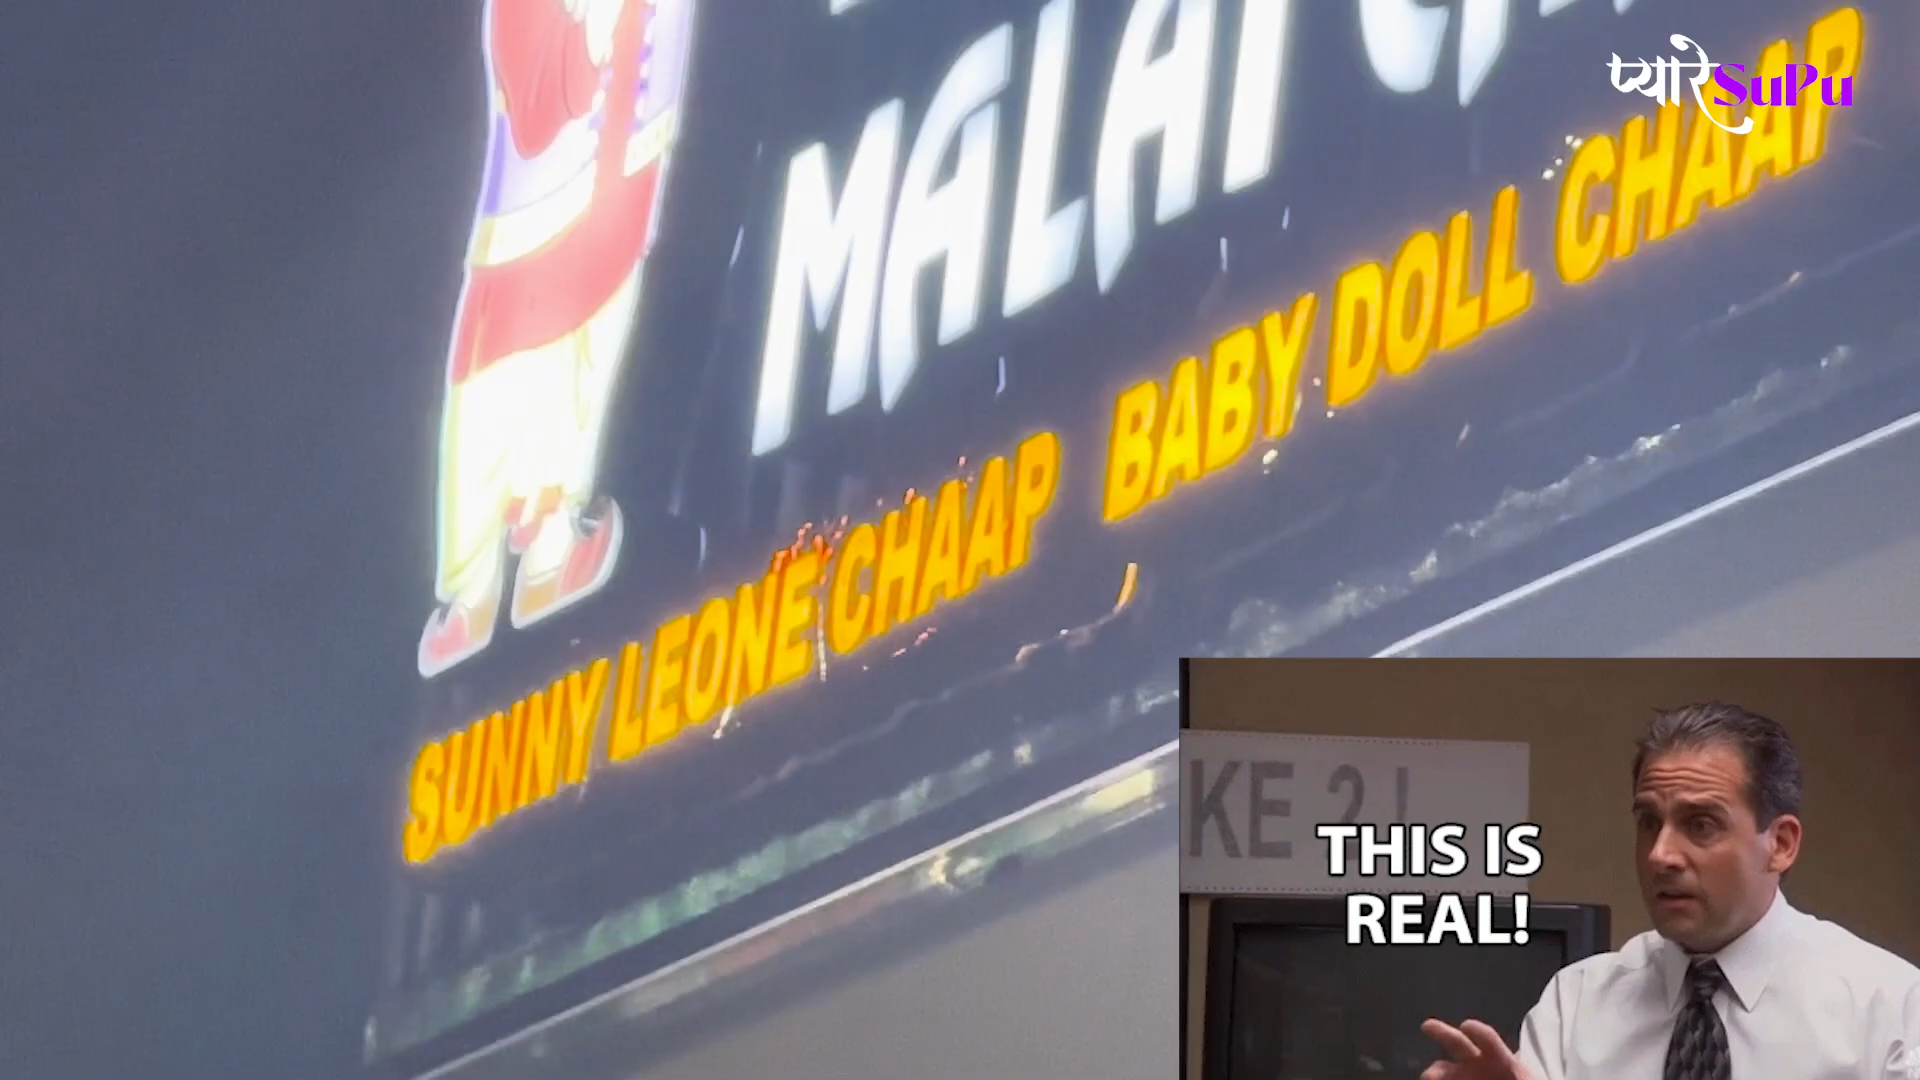 प्यारेSuPu
MALAI
SUNNY LEONE CHAAP BABY DOLL CHAAP
KE 2!
THIS IS
REAL!